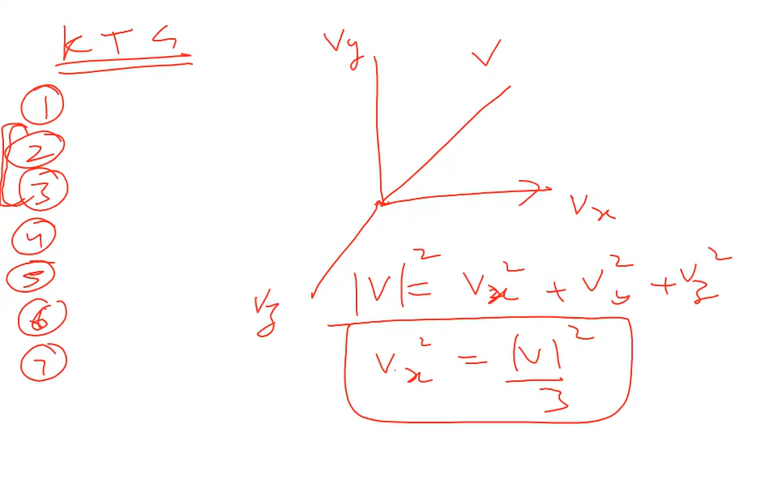 KTG
1
2
3
4
5
6
7
Vy
V
Vx
Vz
|V|² = Vx² + Vy² + Vz²
Vx² = |V|²/3